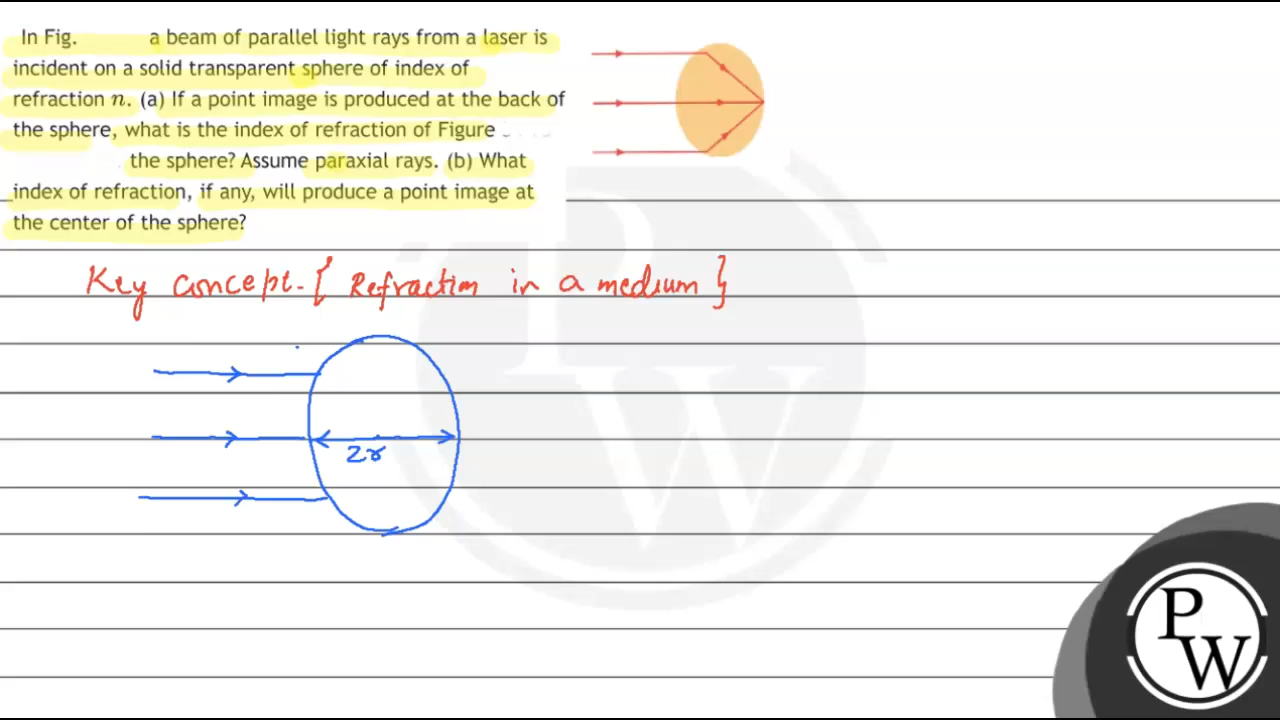 In Fig. a beam of parallel light rays from a laser is
incident on a solid transparent sphere of index of
refraction n. (a) If a point image is produced at the back of
the sphere, what is the index of refraction of Figure
the sphere? Assume paraxial rays. (b) What
index of refraction, if any, will produce a point image at
the center of the sphere?
Key concept. { Refraction in a medium }
2r
P
W
P
W